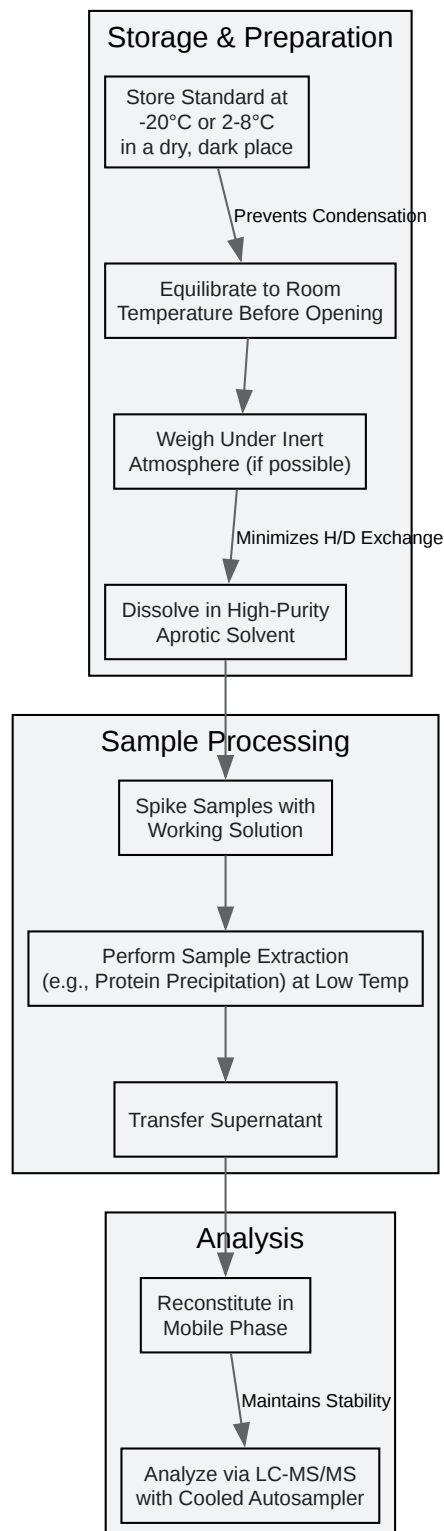 Storage & Preparation
Store Standard at
-20°C or 2-8°C
in a dry, dark place
Prevents Condensation
Equilibrate to Room
Temperature Before Opening
Weigh Under Inert
Atmosphere (if possible)
Minimizes H/D Exchange
Dissolve in High-Purity
Aprotic Solvent
Sample Processing
Spike Samples with
Working Solution
Perform Sample Extraction
(e.g., Protein Precipitation) at Low Temp
Transfer Supernatant
Analysis
Reconstitute in
Mobile Phase
Maintains Stability
Analyze via LC-MS/MS
with Cooled Autosampler